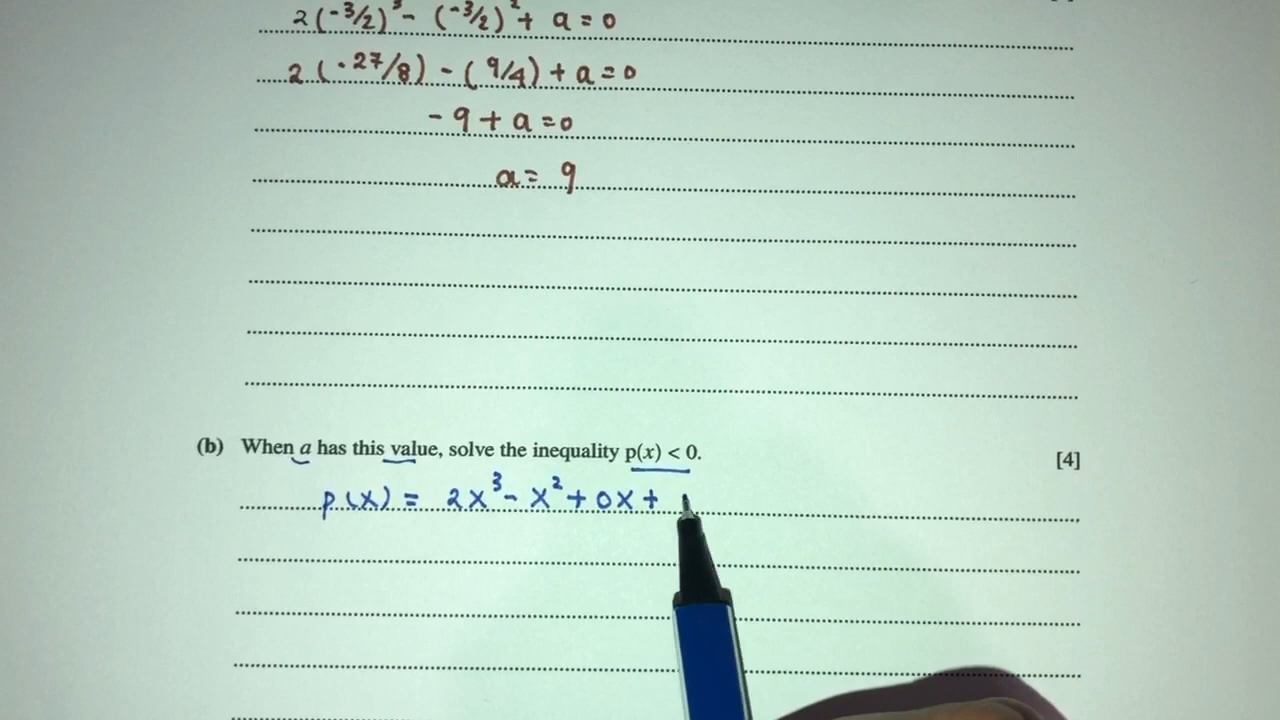 2(-3/2)³ - (-3/2)² + a = 0
2(-27/8) - (9/4) + a = 0
- 9 + a = 0
a = 9
(b) When a has this value, solve the inequality p(x) < 0.
[4]
P(x) = 2x³ - x² + 0x +